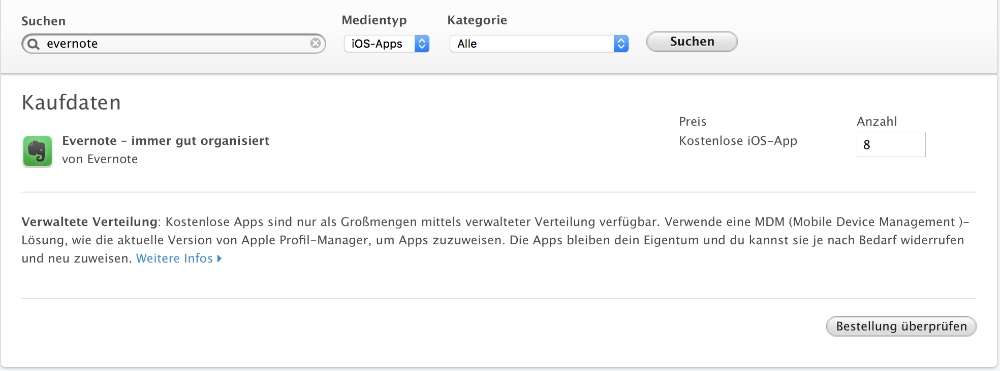 Suchen
Medientyp
Kategorie
evernote
iOS-Apps
Alle
Suchen
Kaufdaten
Preis
Anzahl
Evernote – immer gut organisiert
Kostenlose iOS-App
8
von Evernote
Verwaltete Verteilung: Kostenlose Apps sind nur als Großmengen mittels verwalteter Verteilung verfügbar. Verwende eine MDM (Mobile Device Management )-
Lösung, wie die aktuelle Version von Apple Profil-Manager, um Apps zuzuweisen. Die Apps bleiben dein Eigentum und du kannst sie je nach Bedarf widerrufen
und neu zuweisen. Weitere Infos
Bestellung überprüfen